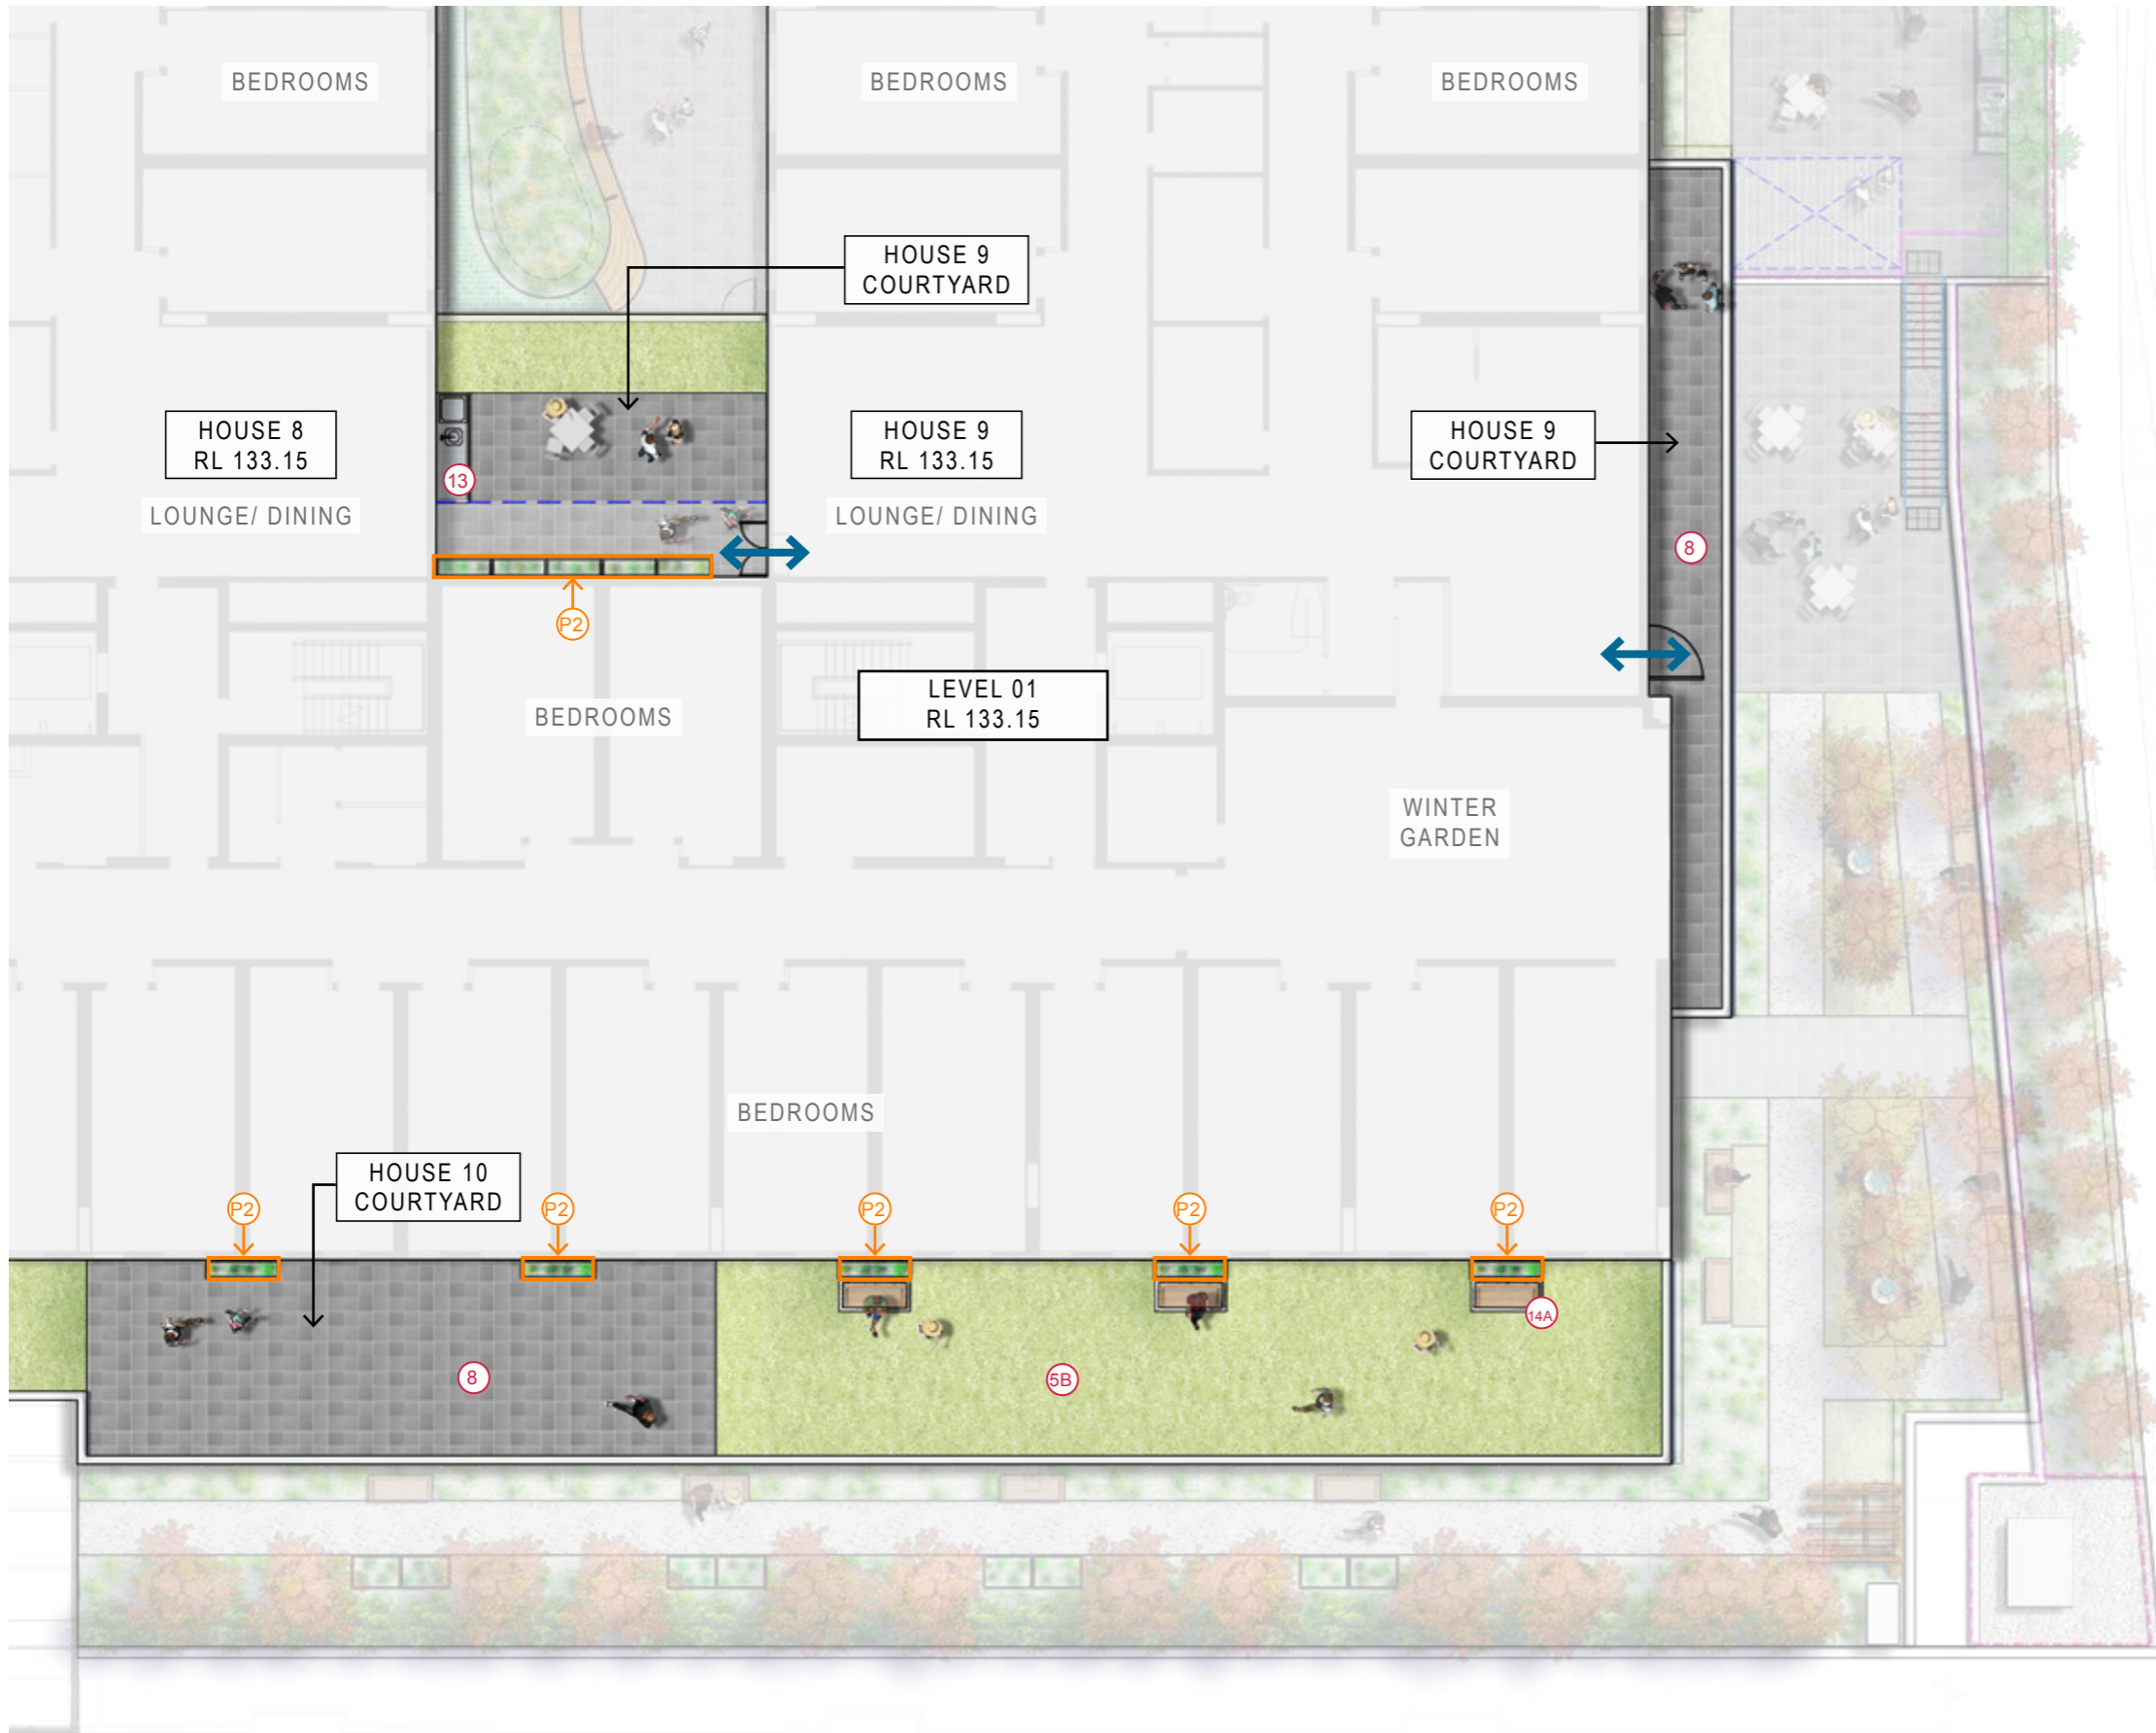 BEDROOMS
BEDROOMS
BEDROOMS
HOUSE 9
COURTYARD
HOUSE 8
RL 133.15
LOUNGE/ DINING
13
HOUSE 9
RL 133.15
LOUNGE/ DINING
HOUSE 9
COURTYARD
8
P2
LEVEL 01
RL 133.15
BEDROOMS
WINTER
GARDEN
BEDROOMS
HOUSE 10
COURTYARD
P2
P2
P2
P2
P2
14A
8
5B